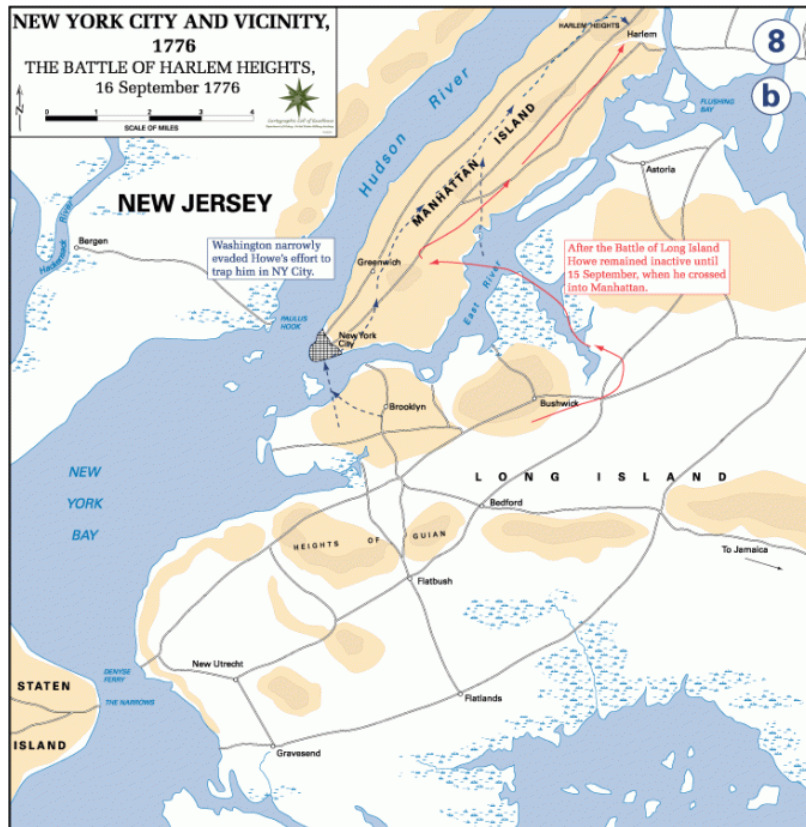 NEW YORK CITY AND VICINITY,
1776
THE BATTLE OF HARLEM HEIGHTS,
16 September 1776
N
0 1 2 3 4
SCALE OF MILES
8
b
HARLEM HEIGHTS
Harlem
FLUSHING
BAY
Hudson River
MANHATTAN ISLAND
Astoria
NEW JERSEY
Hackensack River
Bergen
Washington narrowly
evaded Howe's effort to
trap him in NY City.
Greenwich
After the Battle of Long Island
Howe remained inactive until
15 September, when he crossed
into Manhattan.
East River
PAULUS
HOOK
New York
City
Brooklyn
Bushwick
NEW
YORK
BAY
LONG ISLAND
Bedford
HEIGHTS OF GUIAN
To Jamaica
Flatbush
New Utrecht
DENYSE
FERRY
STATEN
ISLAND
THE NARROWS
Flatlands
Gravesend